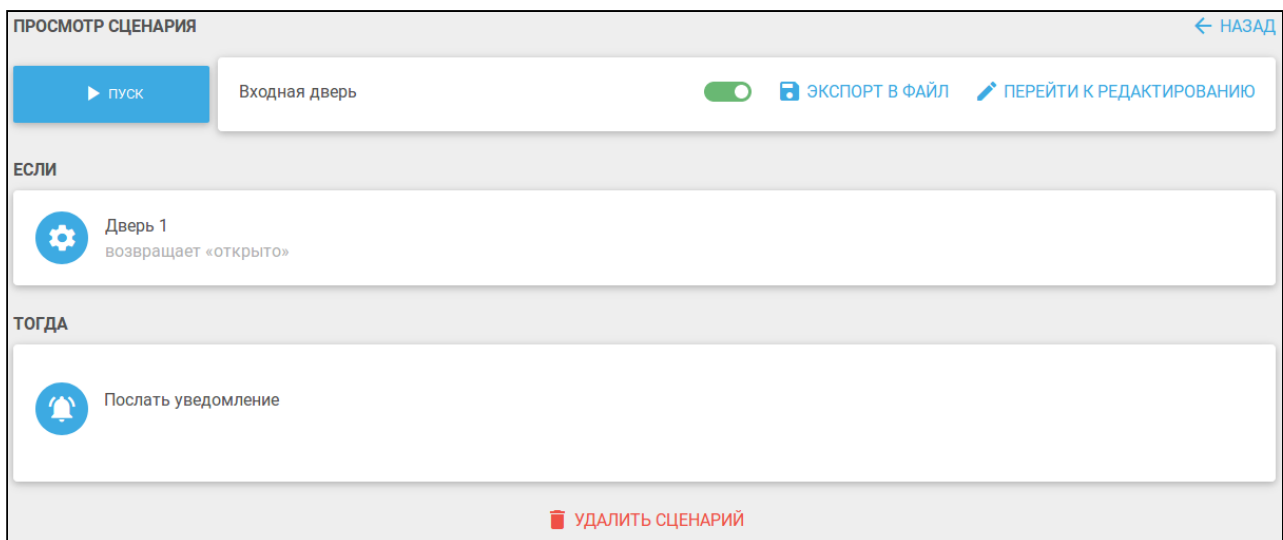 ПРОСМОТР СЦЕНАРИЯ
НАЗАД
ПУСК
Входная дверь
ЭКСПОРТ В ФАЙЛ
ПЕРЕЙТИ К РЕДАКТИРОВАНИЮ
ЕСЛИ
Дверь 1
возвращает «открыто»
ТОГДА
Послать уведомление
УДАЛИТЬ СЦЕНАРИЙ